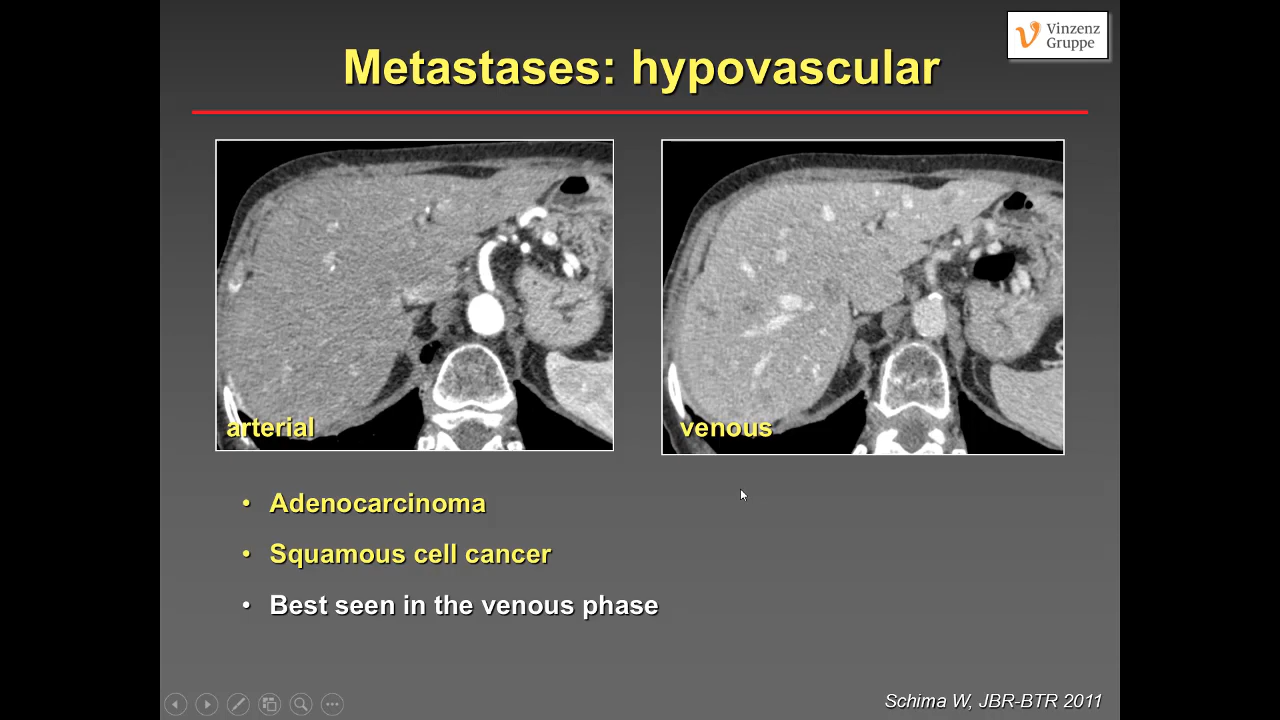 Vinzenz
Gruppe
Metastases: hypovascular
arterial
venous
• Adenocarcinoma
• Squamous cell cancer
• Best seen in the venous phase
Schima W, JBR-BTR 2011